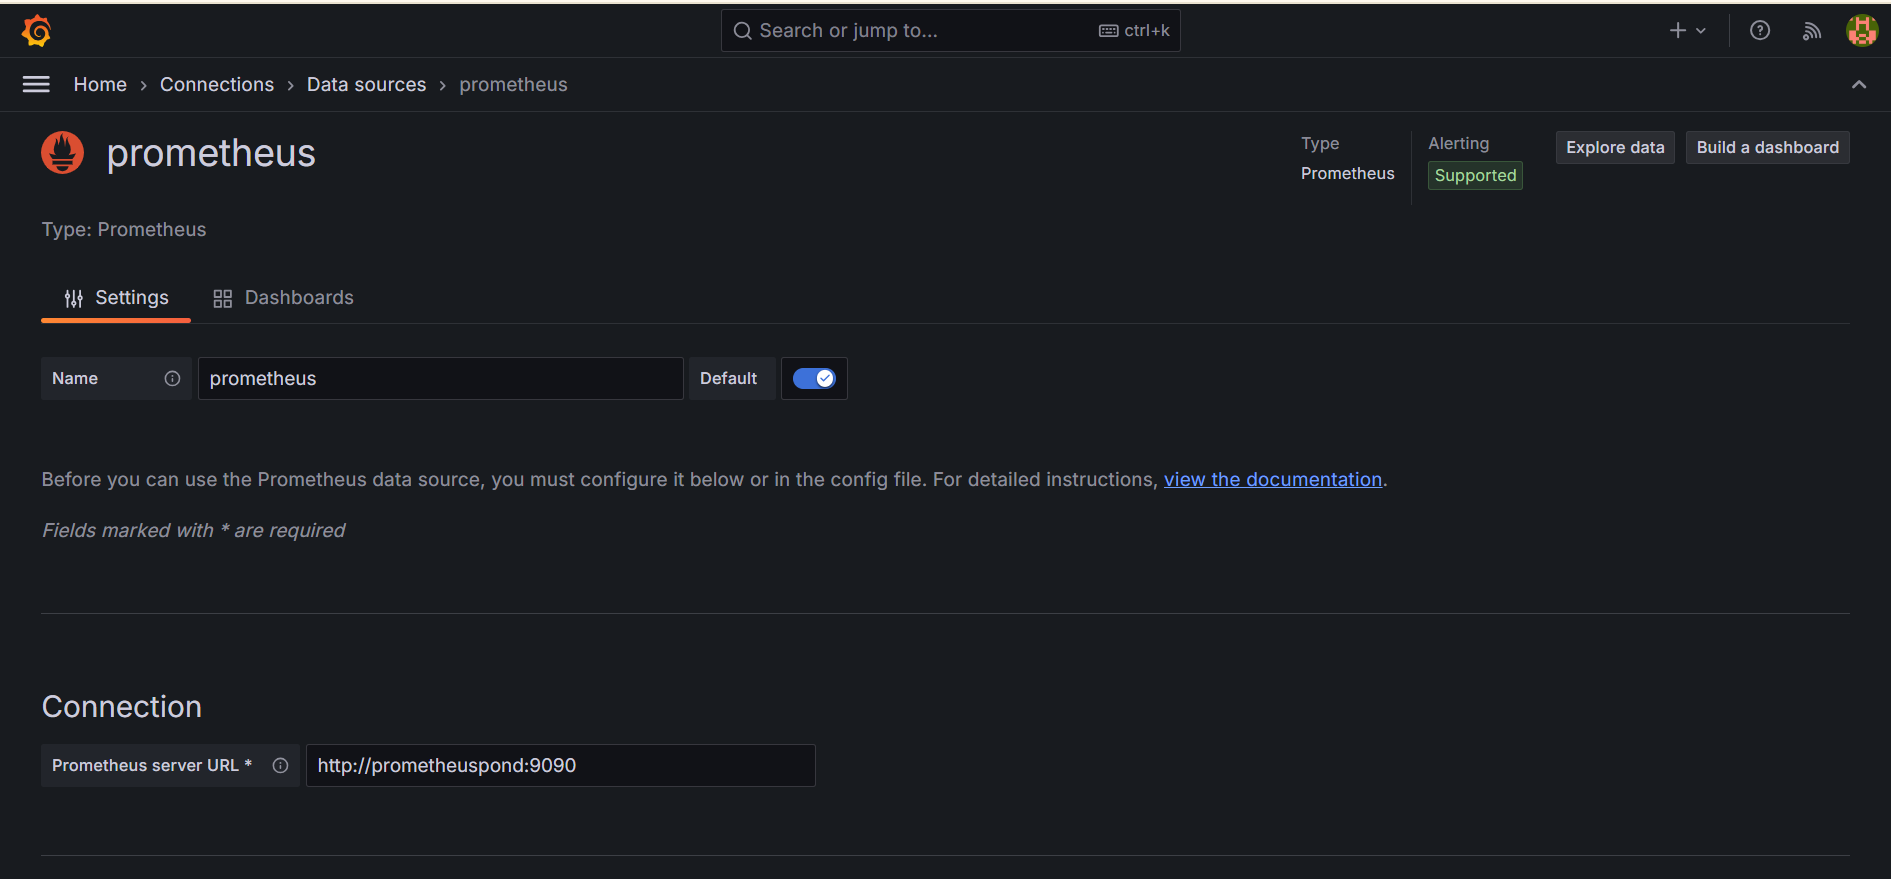 Search or jump to... ctrl+k
Home › Connections › Data sources › prometheus
prometheus
Type
Prometheus
Alerting
Supported
Explore data
Build a dashboard
Type: Prometheus
Settings
Dashboards
Name
prometheus
Default
Before you can use the Prometheus data source, you must configure it below or in the config file. For detailed instructions, view the documentation.
Fields marked with * are required
Connection
Prometheus server URL *
http://prometheuspond:9090